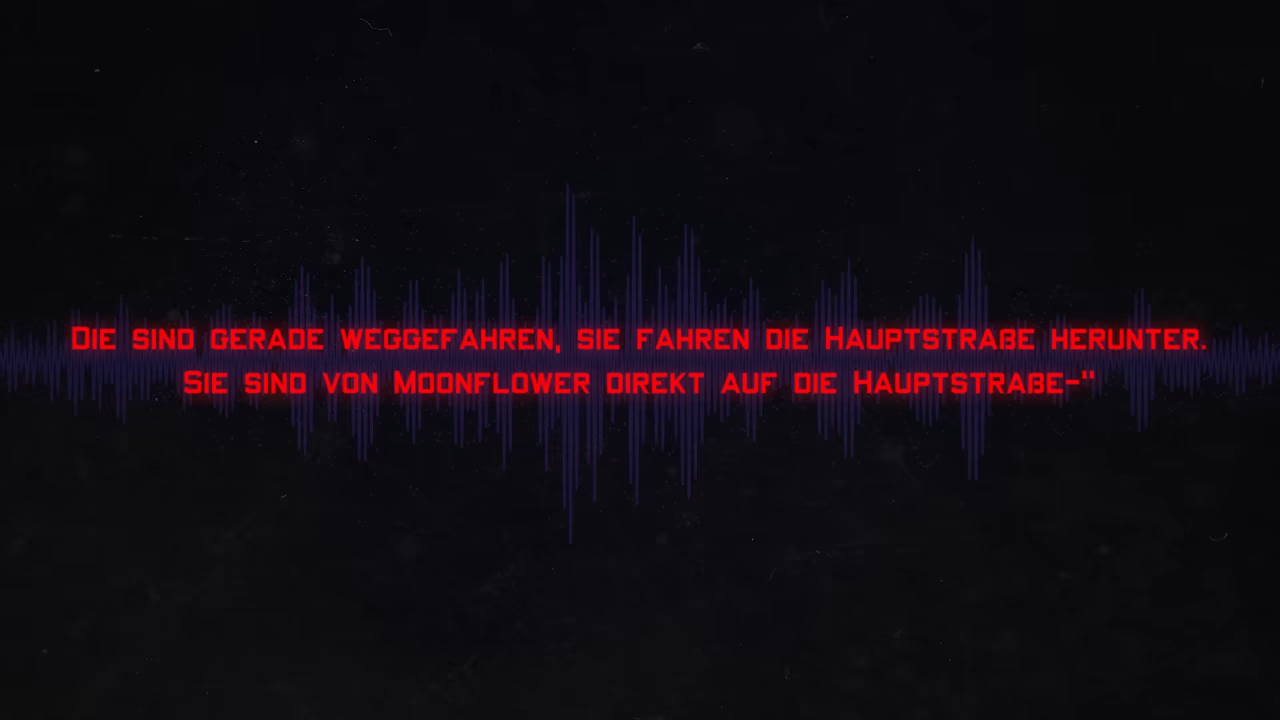 Die sind gerade weggefahren, sie fahren die Hauptstraße herunter.
Sie sind von Moonflower direkt auf die Hauptstraße-"